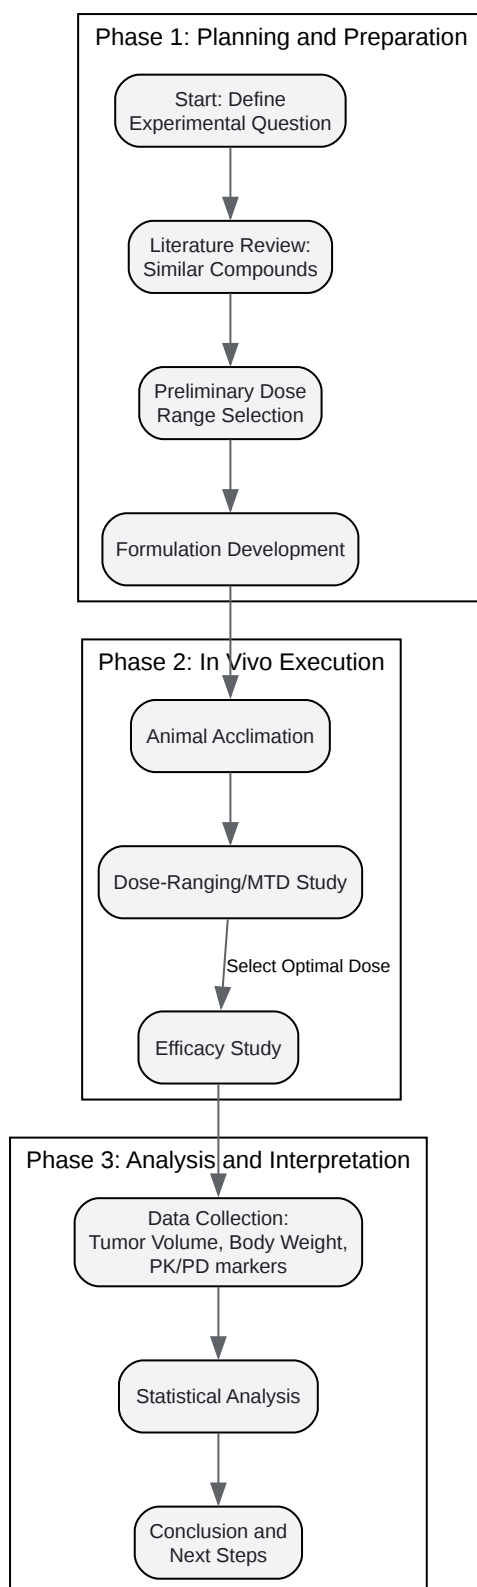 Phase 1: Planning and Preparation
Start: Define
Experimental Question
Literature Review:
Similar Compounds
Preliminary Dose
Range Selection
Formulation Development
Phase 2: In Vivo Execution
Animal Acclimation
Dose-Ranging/MTD Study
Select Optimal Dose
Efficacy Study
Phase 3: Analysis and Interpretation
Data Collection:
Tumor Volume, Body Weight,
PK/PD markers
Statistical Analysis
Conclusion and
Next Steps